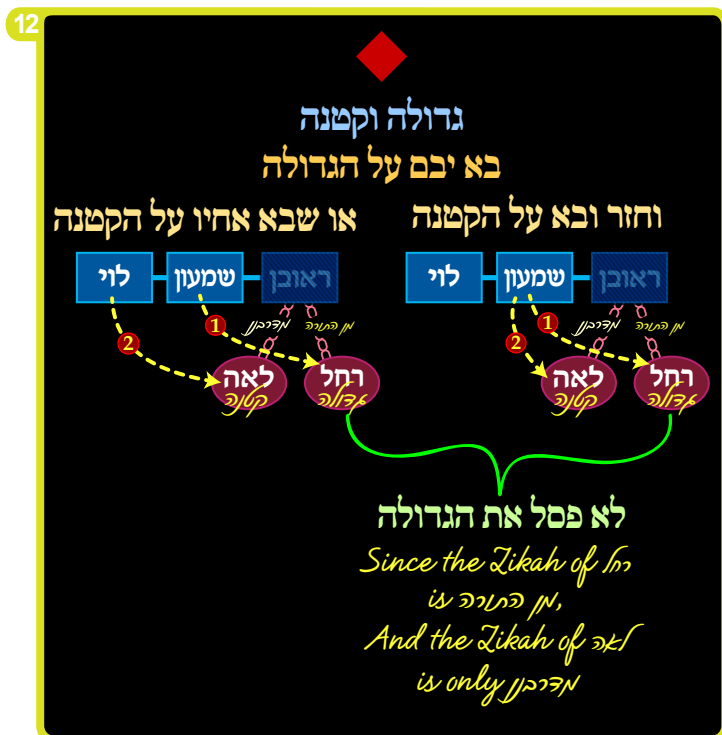 12
גדולה וקטנה
בא יבם על הגדולה
וחזר ובא על הקטנה
או שבא אחיו על הקטנה
ראובן שמעון לוי
ראובן שמעון לוי
מן התורה מדרבנן
מן התורה מדרבנן
1
2
1
2
רחל לאה
גדולה קטנה
רחל לאה
גדולה קטנה
לא פסל את הגדולה
Since the Zikah of רחל
is מן התורה,
And the Zikah of לאה
is only מדרבנן